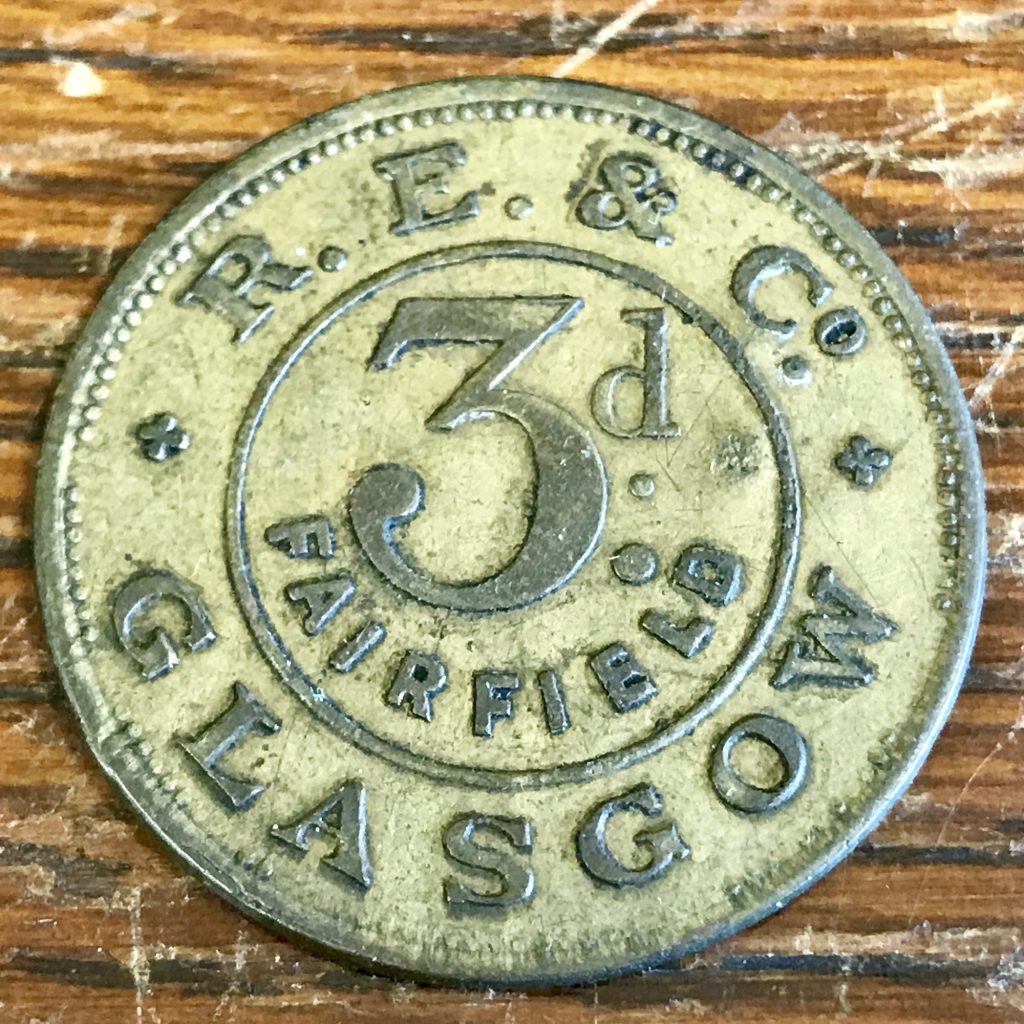 R. E. & Co.
3d.
FAIRFIELD
GLASGOW